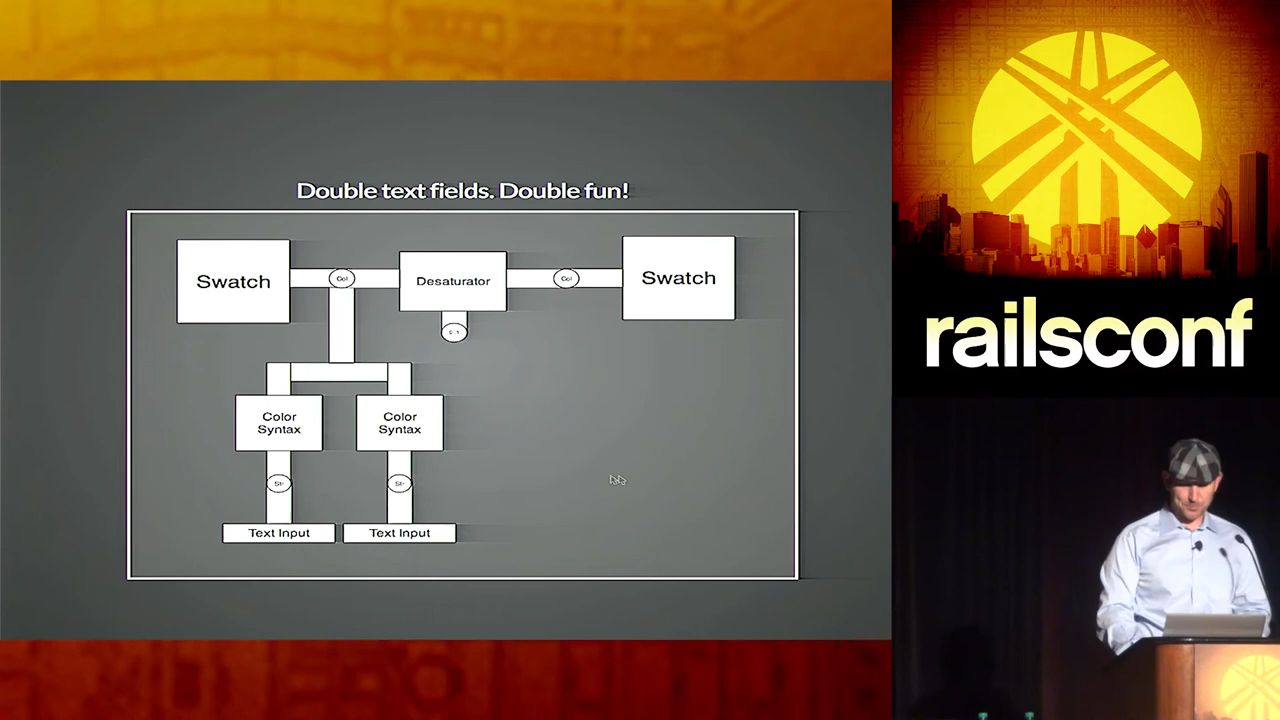 Double text fields. Double fun!
Swatch
Col
Desaturator
Col
Swatch
Color
Syntax
Color
Syntax
Str
Str
Text Input
Text Input
railsconf